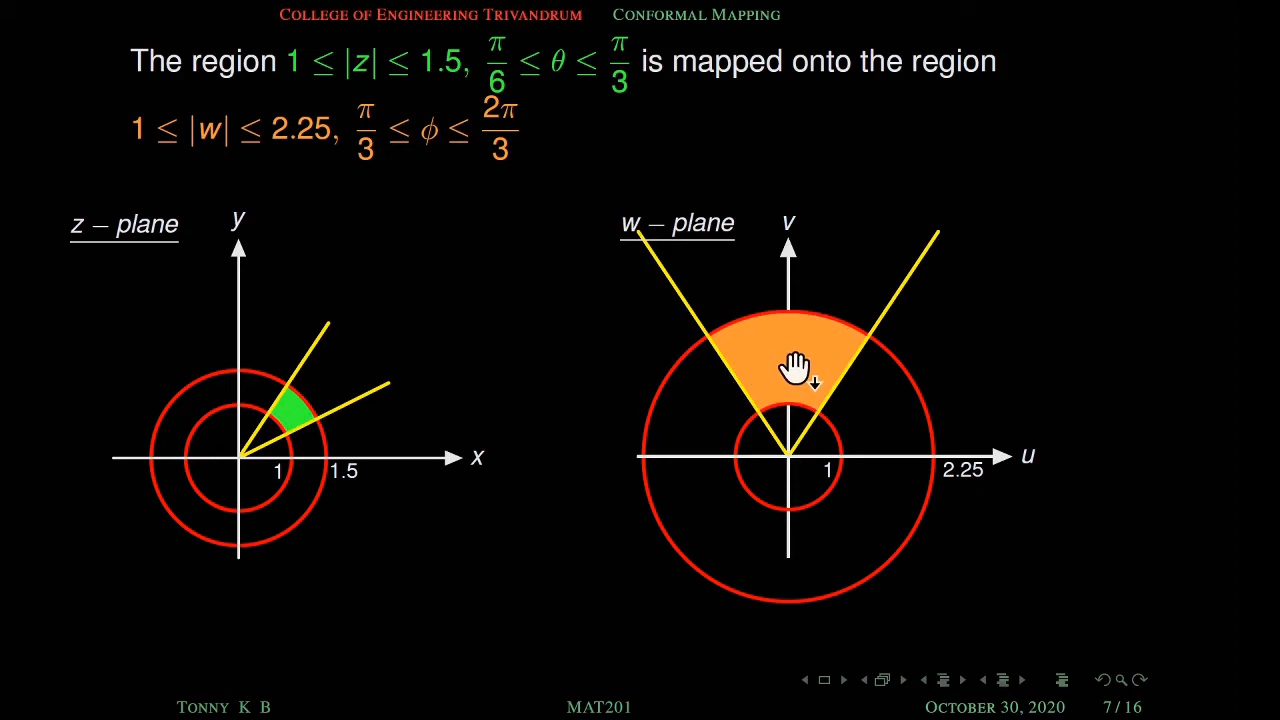 COLLEGE OF ENGINEERING TRIVANDRUM CONFORMAL MAPPING
The region 1 ≤ |z| ≤ 1.5, π/6 ≤ θ ≤ π/3 is mapped onto the region
1 ≤ |w| ≤ 2.25, π/3 ≤ ϕ ≤ 2π/3
z – plane y w – plane v
x u
1 1.5 1 2.25
TONNY K B MAT201 OCTOBER 30, 2020 7 / 16